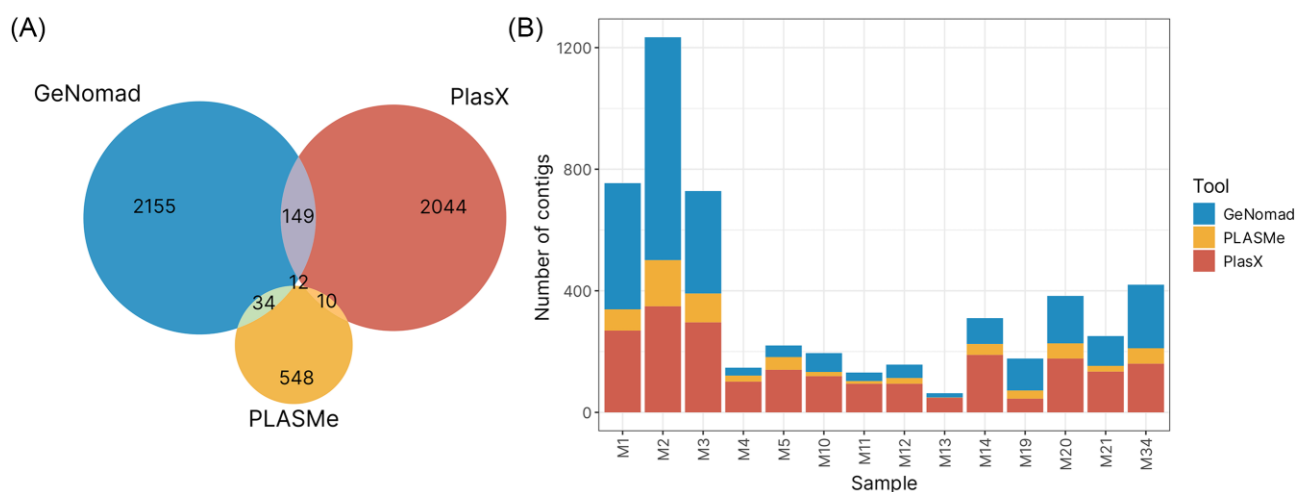 (A)
GeNomad
PlasX
2155
149
2044
12
34
10
548
PLASMe
(B)
Number of contigs
1200
800
400
0
M1
M2
M3
M4
M5
M10
M11
M12
M13
M14
M19
M20
M21
M34
Sample
Tool
GeNomad
PLASMe
PlasX